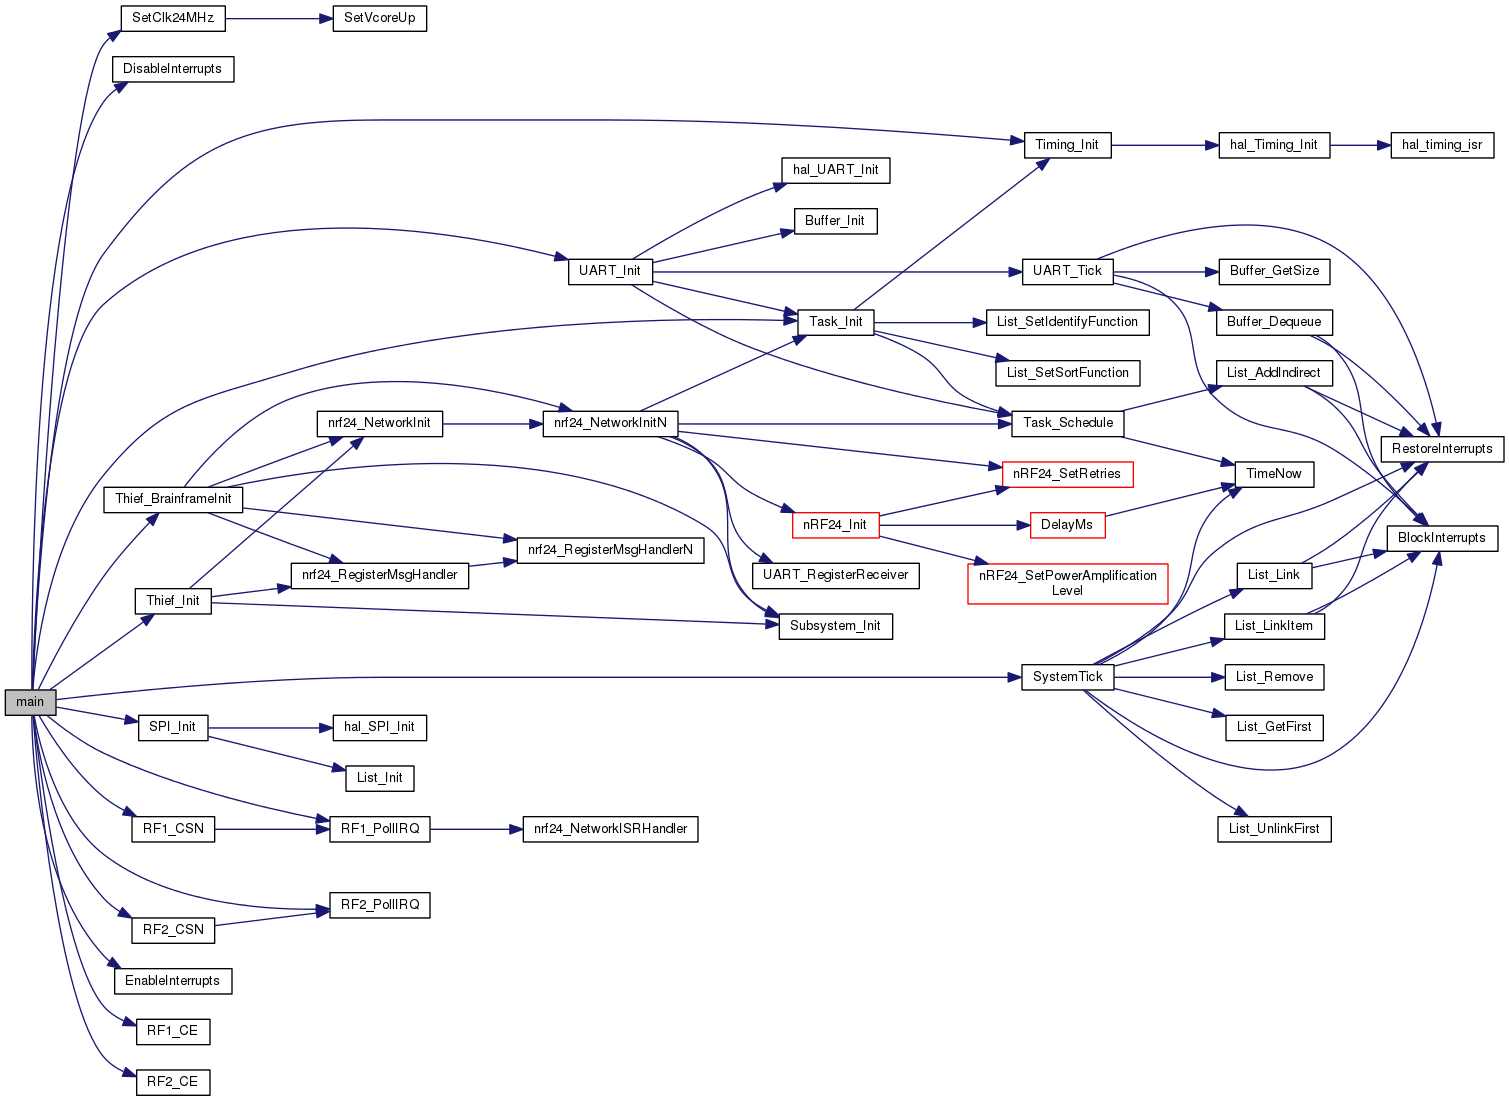 SetClk24MHz
SetVcoreUp
DisableInterrupts
Timing_Init
hal_Timing_Init
hal_timing_isr
hal_UART_Init
Buffer_Init
UART_Init
UART_Tick
Buffer_GetSize
Task_Init
List_SetIdentifyFunction
Buffer_Dequeue
List_SetSortFunction
List_AddIndirect
nrf24_NetworkInit
nrf24_NetworkInitN
Task_Schedule
RestoreInterrupts
nRF24_SetRetries
TimeNow
Thief_BrainframeInit
nRF24_Init
DelayMs
BlockInterrupts
nrf24_RegisterMsgHandlerN
nrf24_RegisterMsgHandler
UART_RegisterReceiver
nRF24_SetPowerAmplification
Level
List_Link
Thief_Init
Subsystem_Init
List_LinkItem
SystemTick
List_Remove
main
SPI_Init
hal_SPI_Init
List_GetFirst
List_Init
RF1_CSN
RF1_PollIRQ
nrf24_NetworkISRHandler
List_UnlinkFirst
RF2_PollIRQ
RF2_CSN
EnableInterrupts
RF1_CE
RF2_CE